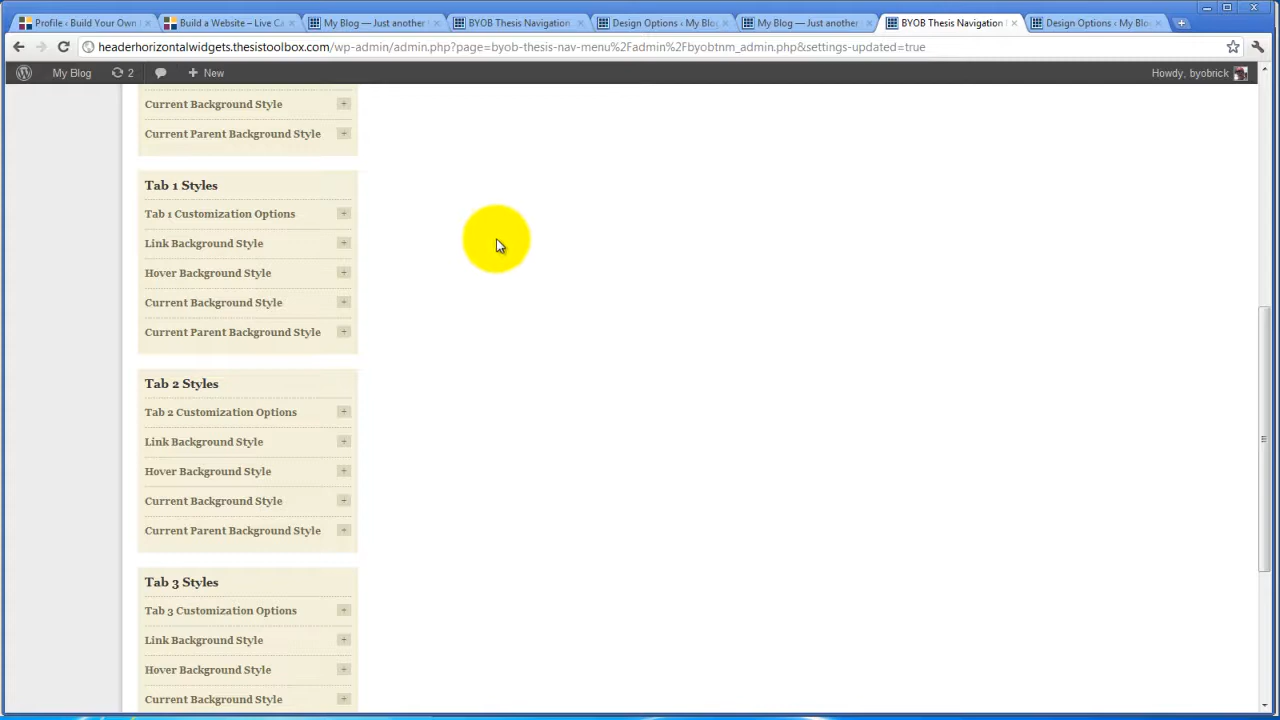 Profile ‹ Build Your Own
Build a Website – Live Ca
My Blog — Just another
BYOB Thesis Navigation
Design Options ‹ My Blo
My Blog — Just another
BYOB Thesis Navigation
Design Options ‹ My Blo
headerhorizontalwidgets.thesistoolbox.com/wp-admin/admin.php?page=byob-thesis-nav-menu%2Fadmin%2Fbyobtnm_admin.php&settings-updated=true
My Blog 2 + New Howdy, byobrick
Current Background Style +
Current Parent Background Style +
Tab 1 Styles
Tab 1 Customization Options +
Link Background Style +
Hover Background Style +
Current Background Style +
Current Parent Background Style +
Tab 2 Styles
Tab 2 Customization Options +
Link Background Style +
Hover Background Style +
Current Background Style +
Current Parent Background Style +
Tab 3 Styles
Tab 3 Customization Options +
Link Background Style +
Hover Background Style +
Current Background Style +